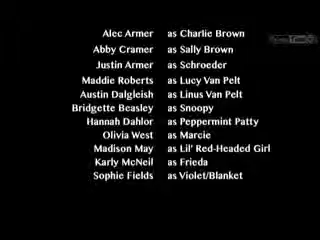 Alec Armer as Charlie Brown
Abby Cramer as Sally Brown
Justin Armer as Schroeder
Maddie Roberts as Lucy Van Pelt
Austin Dalgleish as Linus Van Pelt
Bridgette Beasley as Snoopy
Hannah Dahlor as Peppermint Patty
Olivia West as Marcie
Madison May as Lil' Red-Headed Girl
Karly McNeil as Frieda
Sophie Fields as Violet/Blanket